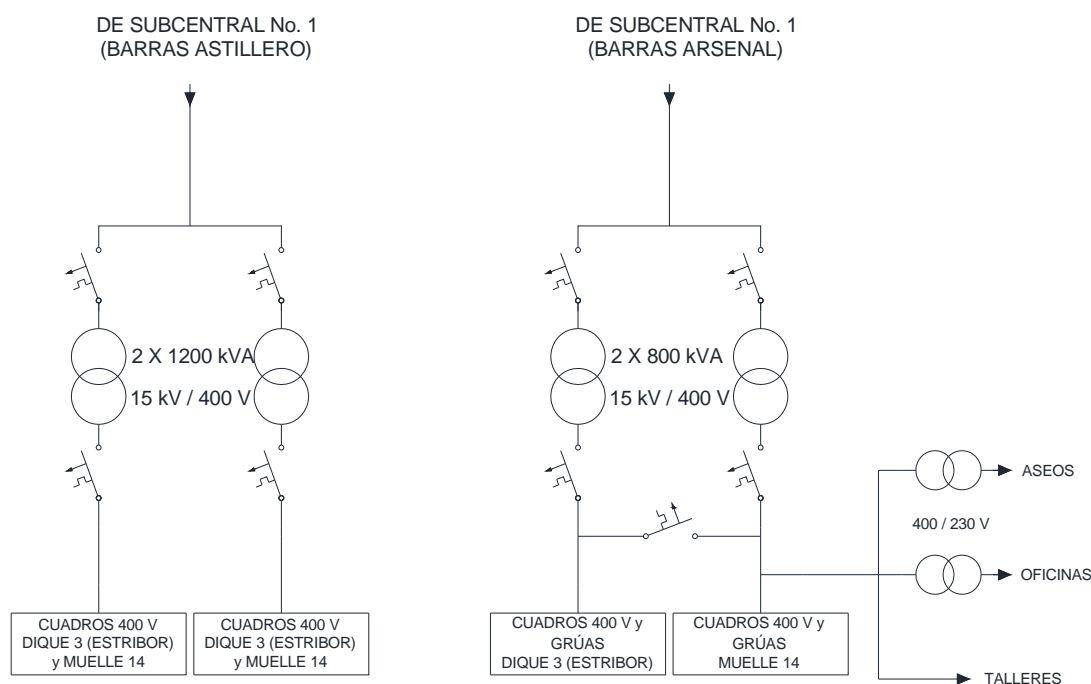 DE SUBCENTRAL No. 1
(BARRAS ASTILLERO)
DE SUBCENTRAL No. 1
(BARRAS ARSENAL)
2 X 1200 kVA
15 kV / 400 V
2 X 800 kVA
15 kV / 400 V
ASEOS
400 / 230 V
OFICINAS
CUADROS 400 V
DIQUE 3 (ESTRIBOR)
y MUELLE 14
CUADROS 400 V
DIQUE 3 (ESTRIBOR)
y MUELLE 14
CUADROS 400 V y
GRÚAS
DIQUE 3 (ESTRIBOR)
CUADROS 400 V y
GRÚAS
MUELLE 14
TALLERES